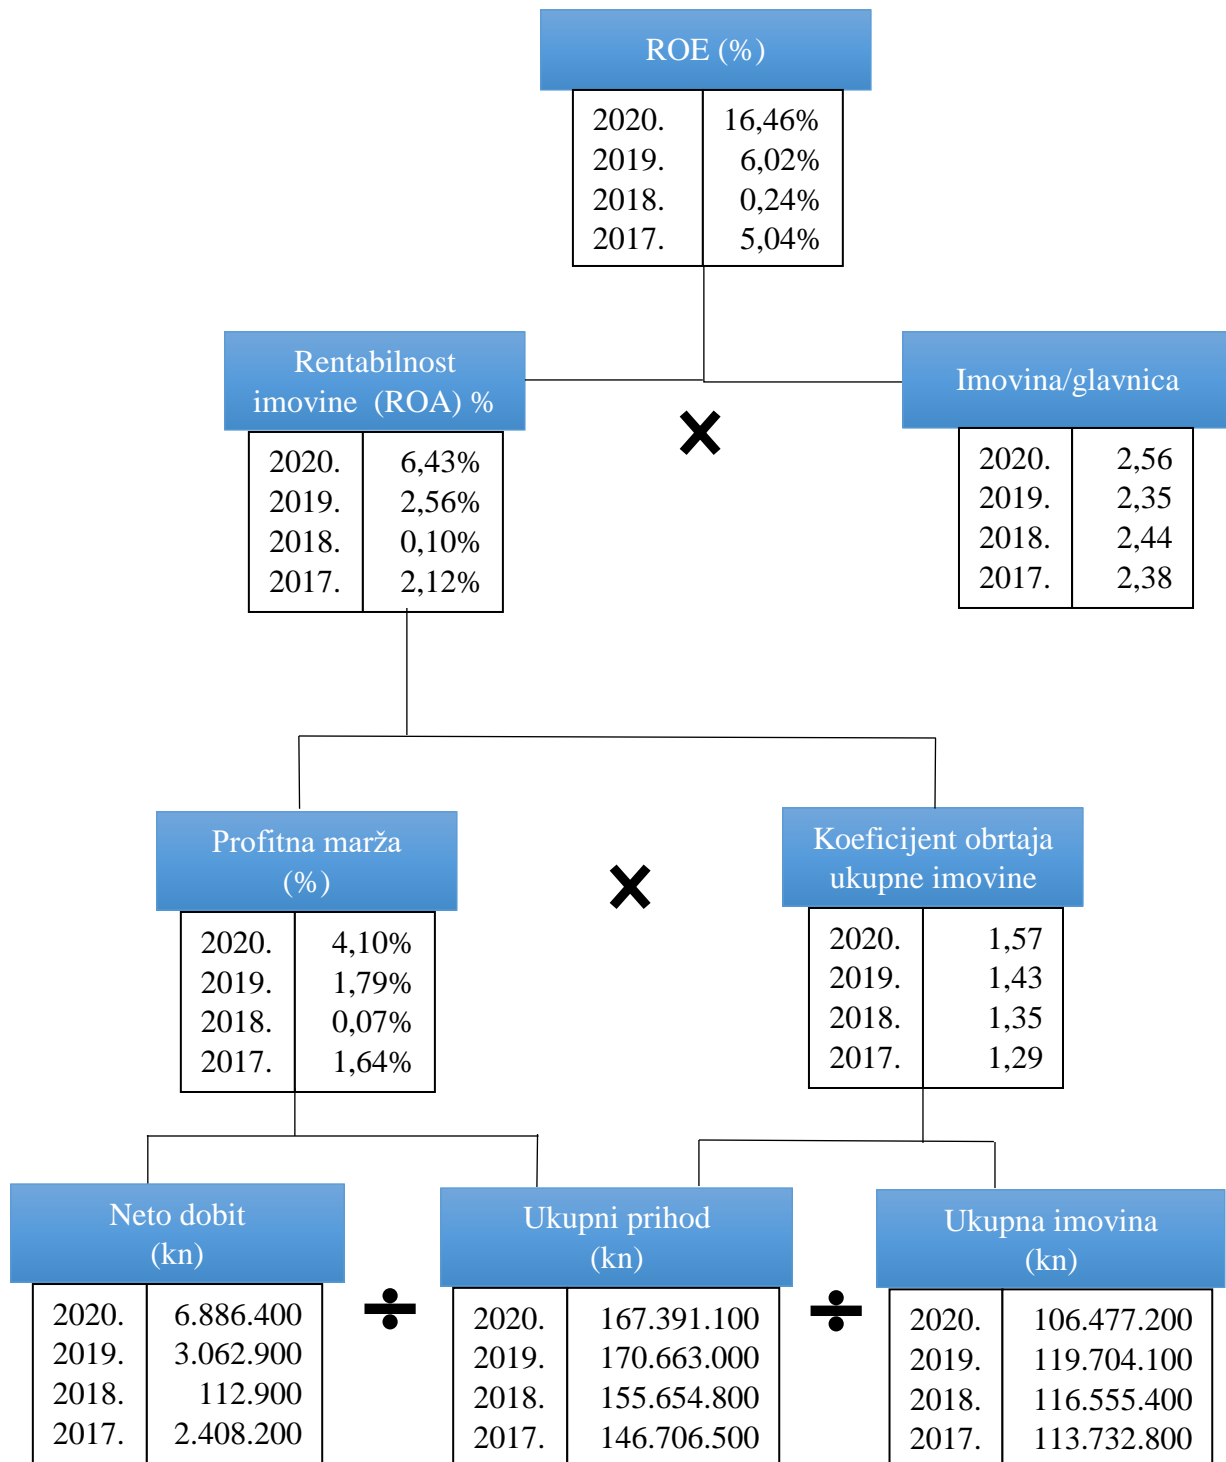 ROE (%)
2020. 16,46%
2019. 6,02%
2018. 0,24%
2017. 5,04%
Rentabilnost
imovine (ROA) %
2020. 6,43%
2019. 2,56%
2018. 0,10%
2017. 2,12%
×
Imovina/glavnica
2020. 2,56
2019. 2,35
2018. 2,44
2017. 2,38
Profitna marža
(%)
2020. 4,10%
2019. 1,79%
2018. 0,07%
2017. 1,64%
×
Koeficijent obrtaja
ukupne imovine
2020. 1,57
2019. 1,43
2018. 1,35
2017. 1,29
Neto dobit
(kn)
2020. 6.886.400
2019. 3.062.900
2018. 112.900
2017. 2.408.200
÷
Ukupni prihod
(kn)
2020. 167.391.100
2019. 170.663.000
2018. 155.654.800
2017. 146.706.500
÷
Ukupna imovina
(kn)
2020. 106.477.200
2019. 119.704.100
2018. 116.555.400
2017. 113.732.800